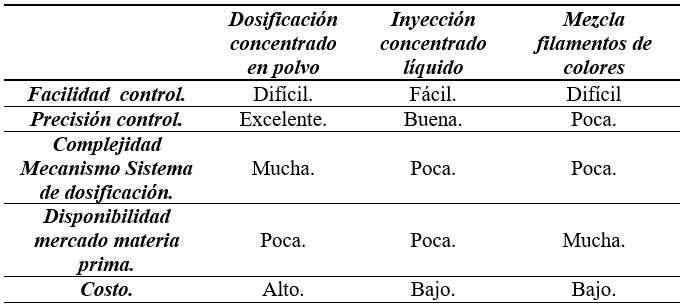 Dosificación concentrado en polvo Inyección concentrado líquido Mezcla filamentos de colores
Facilidad control. Difícil. Fácil. Difícil
Precisión control. Excelente. Buena. Poca.
Complejidad
Mecanismo Sistema Mucha. Poca. Poca.
de dosificación.
Disponibilidad
mercado materia Poca. Poca. Mucha.
prima.
Costo. Alto. Bajo. Bajo.